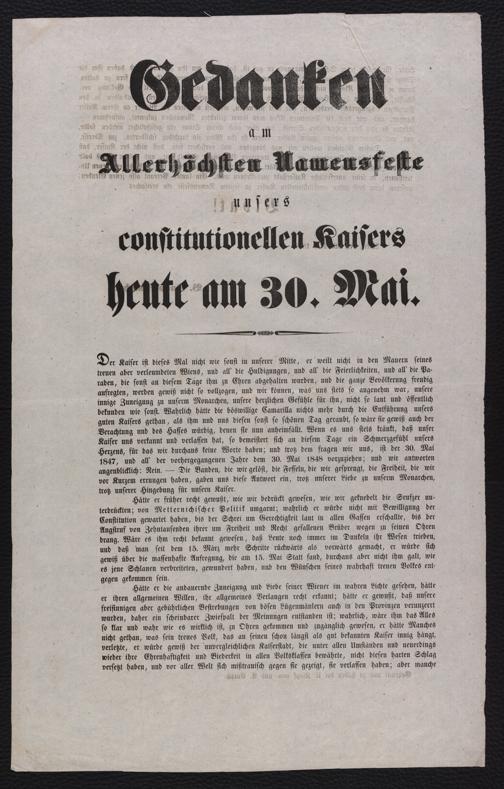 Gedanken
am
Allerhöchsten Namensfeste
unsers
constitutionellen Kaisers
heute am 30. Mai.
Der Kaiser ist dieses Mal nicht wie sonst in unserer Mitte, er weilt nicht in den Mauern seines
treuen aber verleumdeten Wiens, und all' die Huldigungen, und all' die Feierlichkeiten, und all' die Pa-
raden, die sonst an diesem Tage ihm zu Ehren abgehalten wurden, und die ganze Bevölkerung freudig
aufregten, werden gewiß nicht so vollzogen, und wir können, was uns stets so angenehm war, unsere
innige Zuneigung zu unserm Monarchen, unsere herzlichen Gefühle für ihn, nicht so laut und öffentlich
bekunden wie sonst. Wahrlich hätte die böswillige Camarilla nichts mehr durch die Entführung unsers
guten Kaisers gethan, als ihm und uns diesen sonst so schönen Tag geraubt, so wäre sie gewiß auch der
Verachtung und des Hasses würdig, denen sie nun anheimfällt. Wenn es uns stets kränkt, daß unser
Kaiser uns verkannt und verlassen hat, so bemeistert sich an diesem Tage ein Schmerzgefühl unsers
Herzens, für das wir durchaus keine Worte haben; und trotz dem fragen wir uns, ist der 30. Mai
1847, und all' der vorhergegangenen Jahre dem 30. Mai 1848 vorzuziehen; und wir antworten
augenblicklich: Nein. — Die Banden, die wir gelöst, die Fesseln, die wir gesprengt, die Freiheit, die wir
vor Kurzem errungen haben, gaben uns diese Antwort ein, trotz unserer Liebe zu unserm Monarchen,
trotz unserer Hingebung für unsern Kaiser.
Hätte er früher recht gewußt, wie wir bedrückt gewesen, wie wir geknebelt die Seufzer un-
terdrückten; von Metternichischer Politik umgarnt; wahrlich er würde nicht mit Bewilligung der
Constitution gewartet haben, bis der Schrei um Gerechtigkeit laut in allen Gassen erschallte, bis der
Angstruf von Zehntausenden ihrer um Freiheit und Recht gefallenen Brüder wegen zu seinen Ohren
drang. Wäre es ihm recht bekannt gewesen, daß Leute noch immer im Dunkeln ihr Wesen trieben,
und daß man seit dem 15. März mehr Schritte rückwärts als vorwärts gemacht, er würde sich
gewiß über die massenhafte Aufregung, die am 15. Mai Statt fand, durchaus aber nicht ihm galt, wie
es jene Schlauen verbreiteten, gewundert haben, und den Wünschen seines wahrhaft treuen Volkes ent-
gegen gekommen sein.
Hätte er die andauernde Zuneigung und Liebe seiner Wiener im wahren Lichte gesehen, hätte
er ihren allgemeinen Willen, ihr allgemeines Verlangen recht erkannt; hätte er gewußt, daß unsere
freisinnigen aber gebührlichen Bestrebungen von bösen Lügenmäulern auch in den Provinzen verunziert
wurden, daher ein scheinbarer Zwiespalt der Meinungen entstanden ist; wahrlich, wäre ihm das Alles
so klar und wahr wie es wirklich ist, zu Ohren gekommen und zugänglich gewesen, er hätte Manches
nicht gethan, was sein treues Volk, das an seinen schon längst als gut bekannten Kaiser innig hängt,
verletzte, er würde gewiß der unvergleichlichen Kaiserstadt, die unter allen Umständen und neuerdings
wieder ihre Ehrenhaftigkeit und Biederkeit in allen Volksklassen bewährte, nicht diesen harten Schlag
versetzt haben, und vor aller Welt sich mißtrauisch gegen sie gezeigt, sie verlassen haben; aber manche